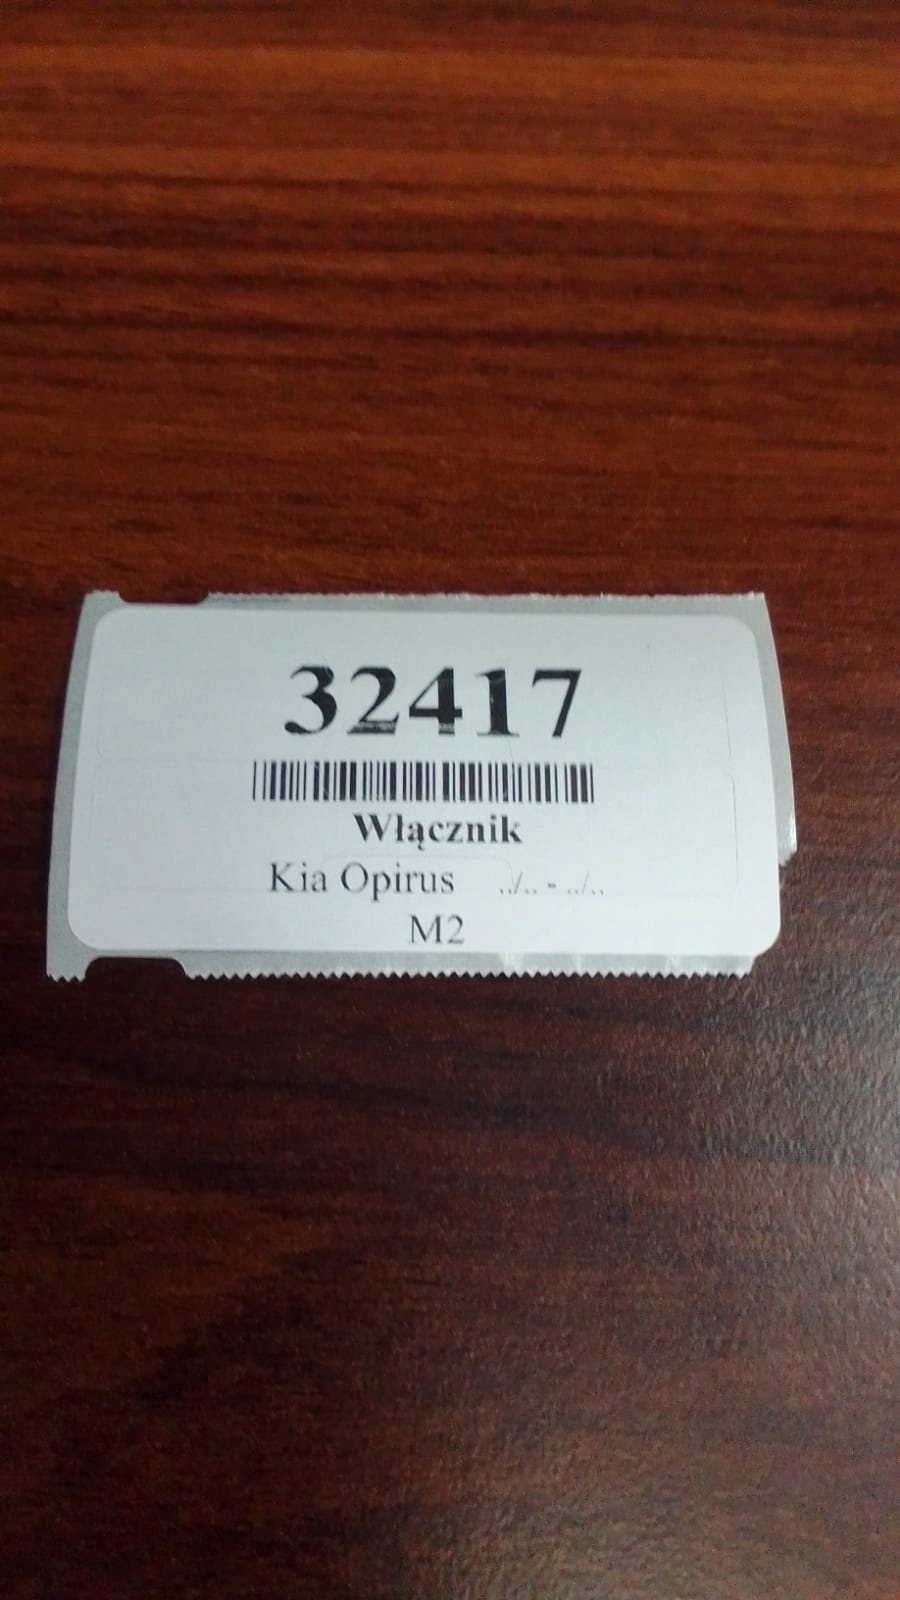 32417
Włącznik
Kia Opirus ../.. - ../..
M2